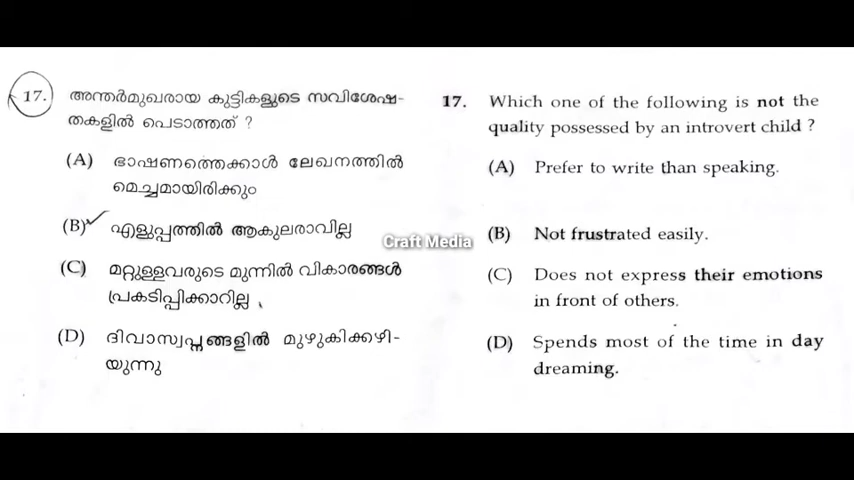 17. അന്തർമുഖരായ കുട്ടികളുടെ സവിശേഷ-
തകളിൽ പെടാത്തത് ?
(A) ഭാഷണത്തെക്കാൾ ലേഖനത്തിൽ
മെച്ചമായിരിക്കും
(B) എളുപ്പത്തിൽ ആകുലരാവില്ല
(C) മറ്റുള്ളവരുടെ മുന്നിൽ വികാരങ്ങൾ
പ്രകടിപ്പിക്കാറില്ല
(D) ദിവാസ്വപ്നങ്ങളിൽ മുഴുകിക്കഴി-
യുന്നു
Craft Media
17. Which one of the following is not the
quality possessed by an introvert child ?
(A) Prefer to write than speaking.
(B) Not frustrated easily.
(C) Does not express their emotions
in front of others.
(D) Spends most of the time in day
dreaming.